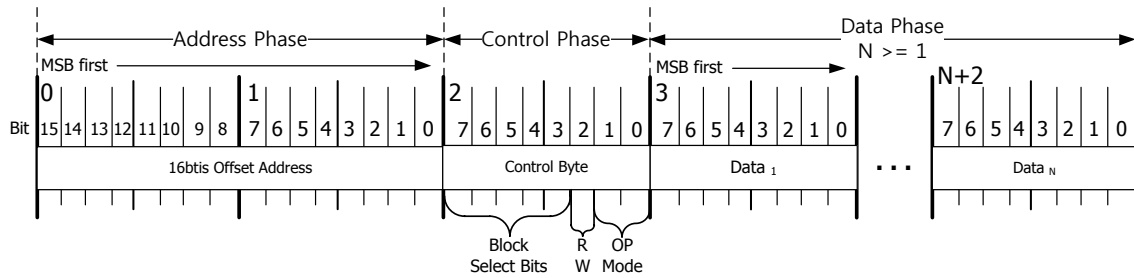 Address Phase Control Phase Data Phase
N >= 1
MSB first MSB first
0 1 2 3 N+2
Bit 15 14 13 12 11 10 9 8 7 6 5 4 3 2 1 0 7 6 5 4 3 2 1 0 7 6 5 4 3 2 1 0 7 6 5 4 3 2 1 0
16btis Offset Address Control Byte Data 1 ... Data N
Block R OP
Select Bits W Mode